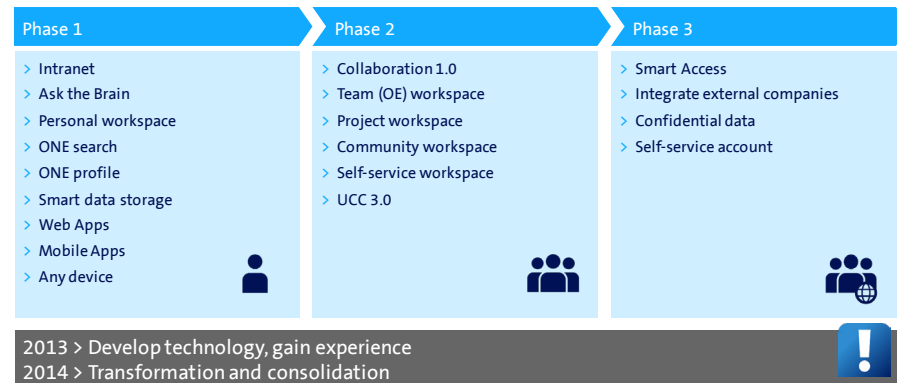 Phase 1
> Intranet
> Ask the Brain
> Personal workspace
> ONE search
> ONE profile
> Smart data storage
> Web Apps
> Mobile Apps
> Any device
Phase 2
> Collaboration 1.0
> Team (OE) workspace
> Project workspace
> Community workspace
> Self-service workspace
> UCC 3.0
Phase 3
> Smart Access
> Integrate external companies
> Confidential data
> Self-service account
2013 > Develop technology, gain experience
2014 > Transformation and consolidation
!